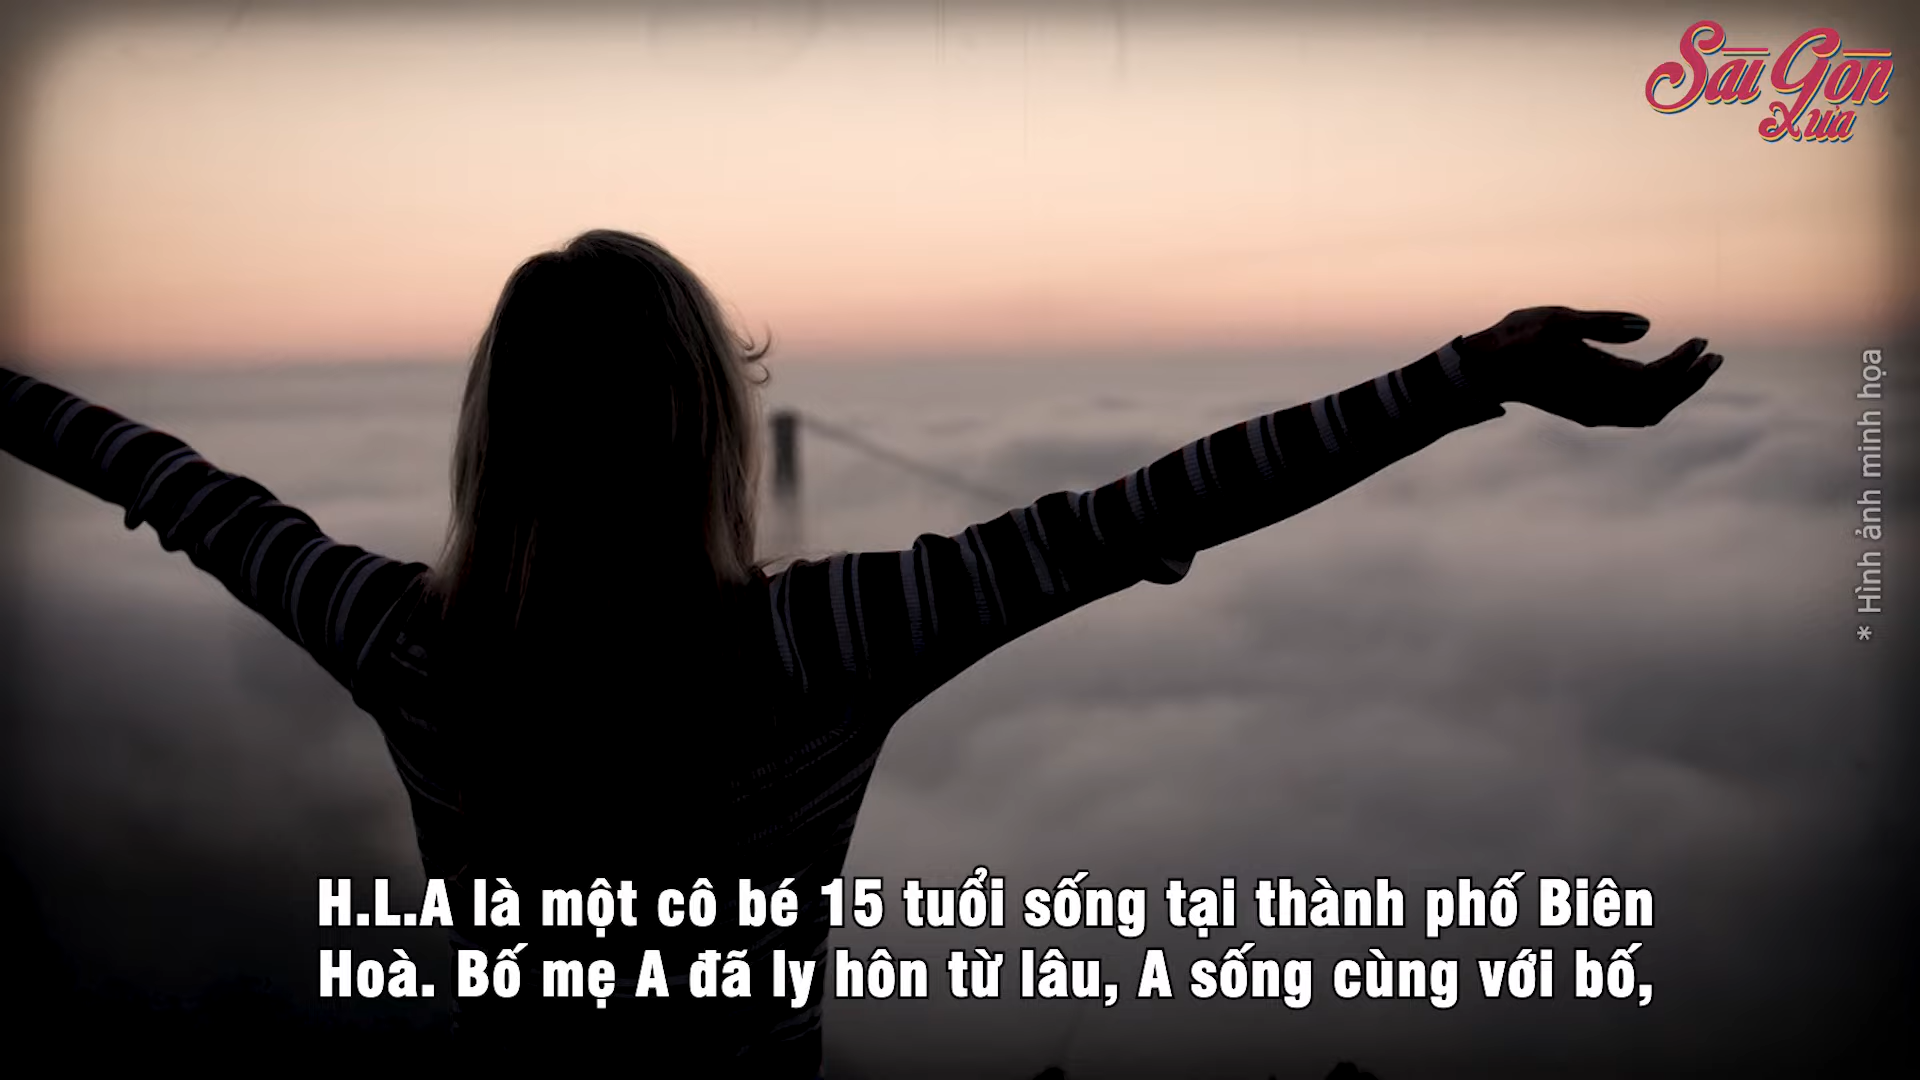 Sài Gòn
Xưa
* Hình ảnh minh họa
H.L.A là một cô bé 15 tuổi sống tại thành phố Biên
Hoà. Bố mẹ A đã ly hôn từ lâu, A sống cùng với bố,